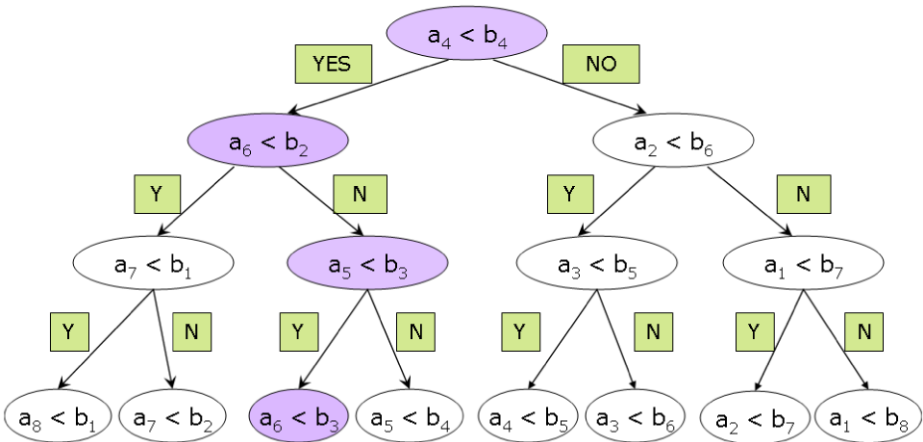 a₄ < b₄
YES NO
a₆ < b₂ a₂ < b₆
Y N Y N
a₇ < b₁ a₅ < b₃ a₃ < b₅ a₁ < b₇
Y N Y N Y N Y N
a₈ < b₁ a₇ < b₂ a₆ < b₃ a₅ < b₄ a₄ < b₅ a₃ < b₆ a₂ < b₇ a₁ < b₈